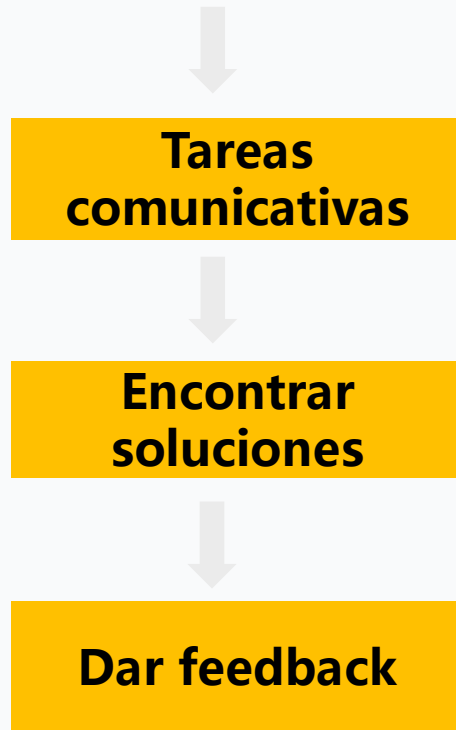 Tareas
comunicativas
Encontrar
soluciones
Dar feedback